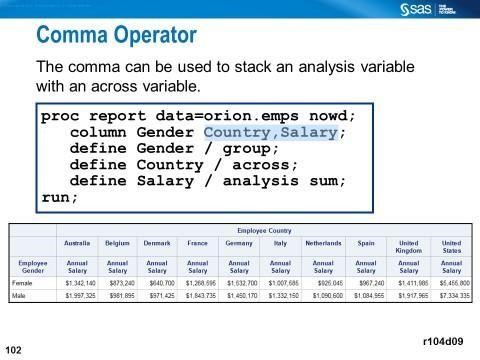 sas THE POWER TO KNOW
Comma Operator
The comma can be used to stack an analysis variable
with an across variable.
proc report data=orion.emps nowd;
column Gender Country,Salary;
define Gender / group;
define Country / across;
define Salary / analysis sum;
run;
Employee Country
Australia Belgium Denmark France Germany Italy Netherlands Spain United Kingdom United States
Employee Gender Annual Salary Annual Salary Annual Salary Annual Salary Annual Salary Annual Salary Annual Salary Annual Salary Annual Salary Annual Salary
Female $1,342,140 $873,240 $640,700 $1,268,595 $1,632,700 $1,007,685 $925,045 $967,240 $1,411,985 $5,455,800
Male $1,997,325 $981,895 $971,425 $1,843,735 $1,450,170 $1,332,150 $1,090,600 $1,084,955 $1,917,965 $7,334,335
r104d09
102